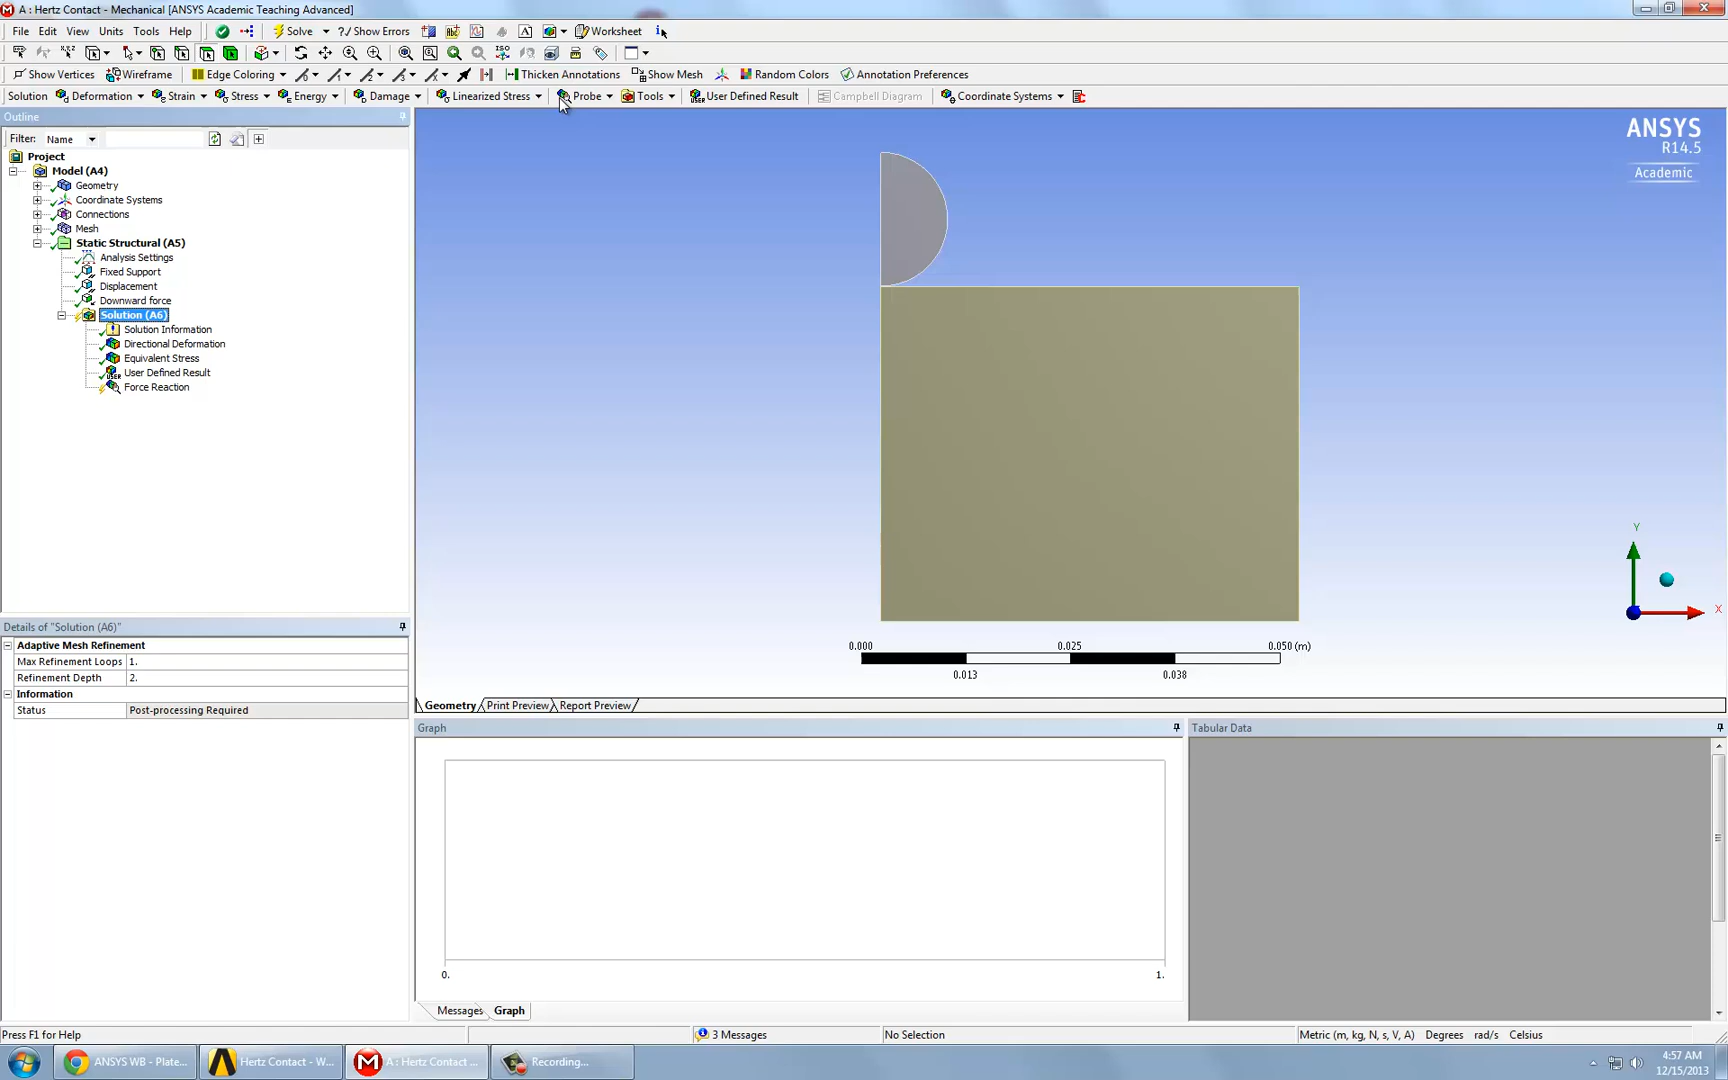 A : Hertz Contact - Mechanical [ANSYS Academic Teaching Advanced]
File Edit View Units Tools Help Solve Show Errors Worksheet
Show Vertices Wireframe Edge Coloring Thicken Annotations Show Mesh Random Colors Annotation Preferences
Solution Deformation Strain Stress Energy Damage Linearized Stress Probe Tools User Defined Result Campbell Diagram Coordinate Systems
Outline
Filter: Name
Project
Model (A4)
Geometry
Coordinate Systems
Connections
Mesh
Static Structural (A5)
Analysis Settings
Fixed Support
Displacement
Downward force
Solution (A6)
Solution Information
Directional Deformation
Equivalent Stress
User Defined Result
Force Reaction
ANSYS
R14.5
Academic
Y
X
0.000 0.025 0.050 (m)
0.013 0.038
Details of "Solution (A6)"
Adaptive Mesh Refinement
Max Refinement Loops 1.
Refinement Depth 2.
Information
Status Post-processing Required
Geometry Print Preview Report Preview
Graph
0. 1.
Messages Graph
Tabular Data
Press F1 for Help 3 Messages No Selection Metric (m, kg, N, s, V, A) Degrees rad/s Celsius
ANSYS WB - Plate... Hertz Contact - W... A : Hertz Contact ... Recording...
4:57 AM
12/15/2013